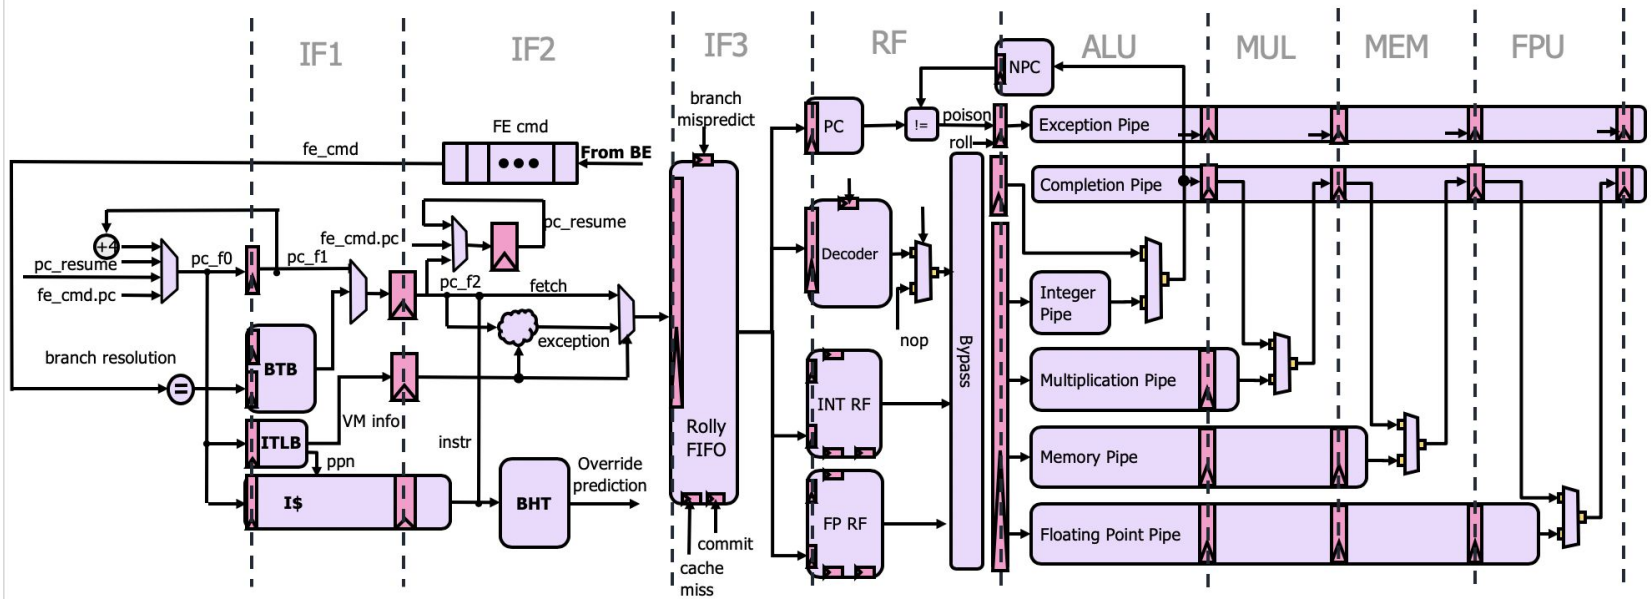 IF1
IF2
IF3
RF
ALU
MUL
MEM
FPU
FE cmd
From BE
fe_cmd
branch
mispredict
NPC
PC
!=
poison
roll
Exception Pipe
Completion Pipe
+4
pc_resume
fe_cmd.pc
pc_f0
pc_f1
fe_cmd.pc
pc_resume
pc_f2
fetch
exception
branch resolution
=
BTB
VM info
ITLB
ppn
I$
instr
BHT
Override
prediction
Rolly
FIFO
commit
cache
miss
Decoder
nop
INT RF
FP RF
Bypass
Integer
Pipe
Multiplication Pipe
Memory Pipe
Floating Point Pipe